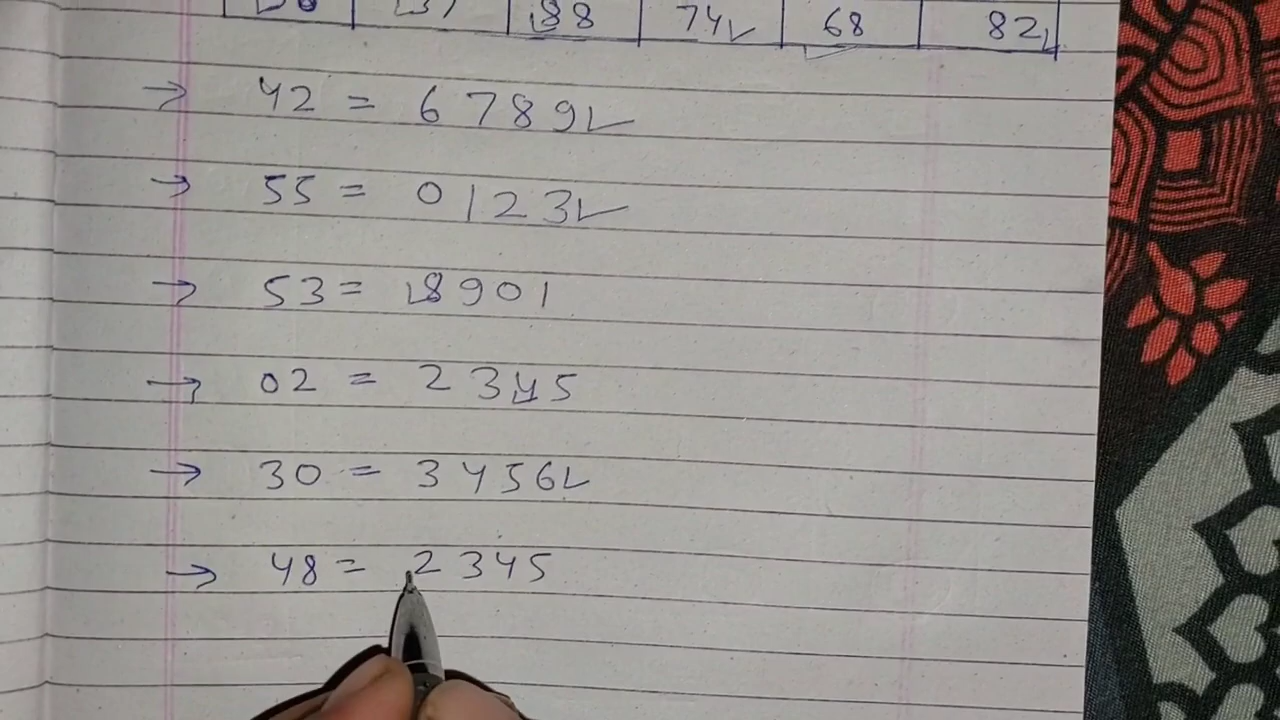 88 74 68 82
→ 42 = 6789
→ 55 = 0123
→ 53 = 8901
→ 02 = 2345
→ 30 = 3456
→ 48 = 2345